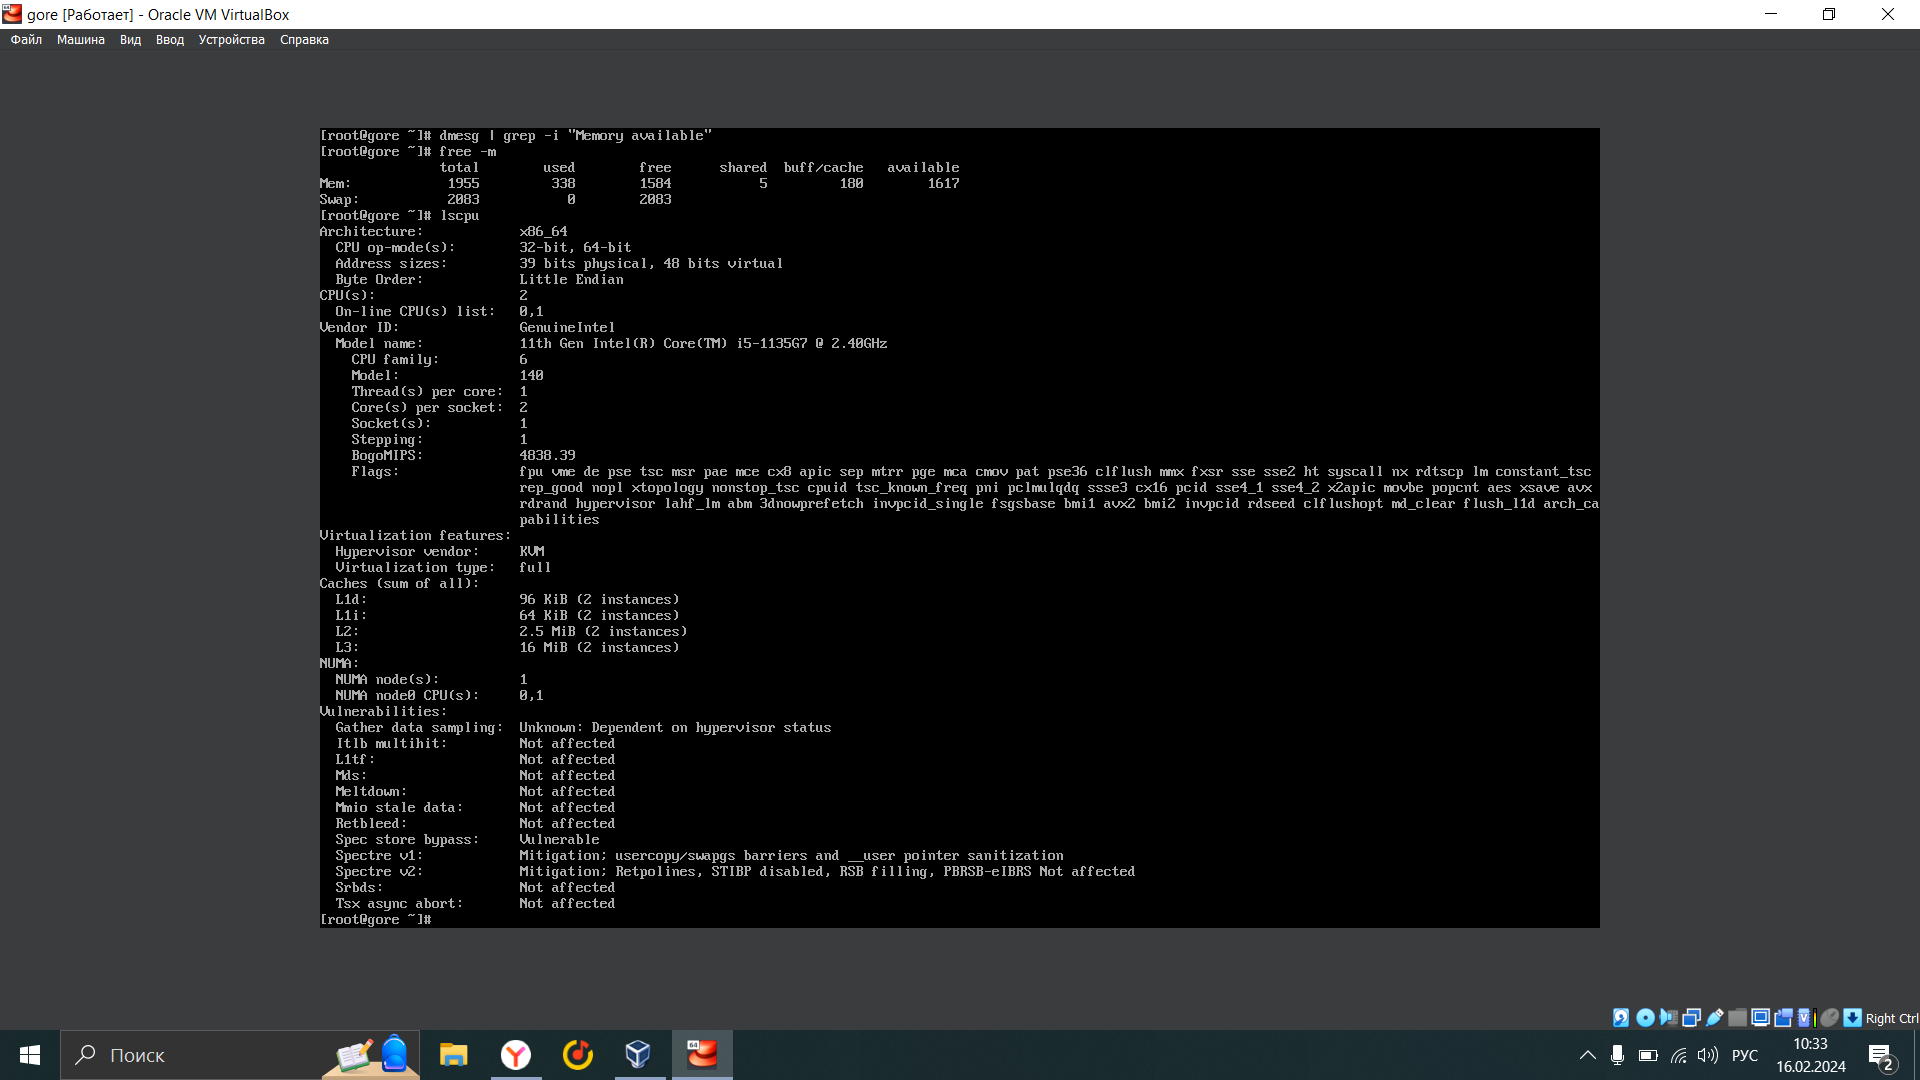 gore [Работает] - Oracle VM VirtualBox
Файл Машина Вид Ввод Устройства Справка
[root@gore ~]# dmesg | grep -i "Memory available"
[root@gore ~]# free -m
total used free shared buff/cache available
Mem: 1955 338 1584 5 180 1617
Swap: 2083 0 2083
[root@gore ~]# lscpu
Architecture: x86_64
CPU op-mode(s): 32-bit, 64-bit
Address sizes: 39 bits physical, 48 bits virtual
Byte Order: Little Endian
CPU(s): 2
On-line CPU(s) list: 0,1
Vendor ID: GenuineIntel
Model name: 11th Gen Intel(R) Core(TM) i5-1135G7 @ 2.40GHz
CPU family: 6
Model: 140
Thread(s) per core: 1
Core(s) per socket: 2
Socket(s): 1
Stepping: 1
BogoMIPS: 4838.39
Flags: fpu vme de pse tsc msr pae mce cx8 apic sep mtrr pge mca cmov pat pse36 clflush mmx fxsr sse sse2 ht syscall nx rdtscp lm constant_tsc
rep_good nopl xtopology nonstop_tsc cpuid tsc_known_freq pni pclmulqdq ssse3 cx16 pcid sse4_1 sse4_2 x2apic movbe popcnt aes xsave avx
rdrand hypervisor lahf_lm abm 3dnowprefetch invpcid_single fsgsbase bmi1 avx2 bmi2 invpcid rdseed clflushopt md_clear flush_l1d arch_ca
pabilities
Virtualization features:
Hypervisor vendor: KVM
Virtualization type: full
Caches (sum of all):
L1d: 96 KiB (2 instances)
L1i: 64 KiB (2 instances)
L2: 2.5 MiB (2 instances)
L3: 16 MiB (2 instances)
NUMA:
NUMA node(s): 1
NUMA node0 CPU(s): 0,1
Vulnerabilities:
Gather data sampling: Unknown: Dependent on hypervisor status
Itlb multihit: Not affected
L1tf: Not affected
Mds: Not affected
Meltdown: Not affected
Mmio stale data: Not affected
Retbleed: Not affected
Spec store bypass: Vulnerable
Spectre v1: Mitigation; usercopy/swapgs barriers and __user pointer sanitization
Spectre v2: Mitigation; Retpolines, STIBP disabled, RSB filling, PBRSB-eIBRS Not affected
Srbds: Not affected
Tsx async abort: Not affected
[root@gore ~]#
Right Ctrl
Поиск
64
РУС
10:33
16.02.2024
2